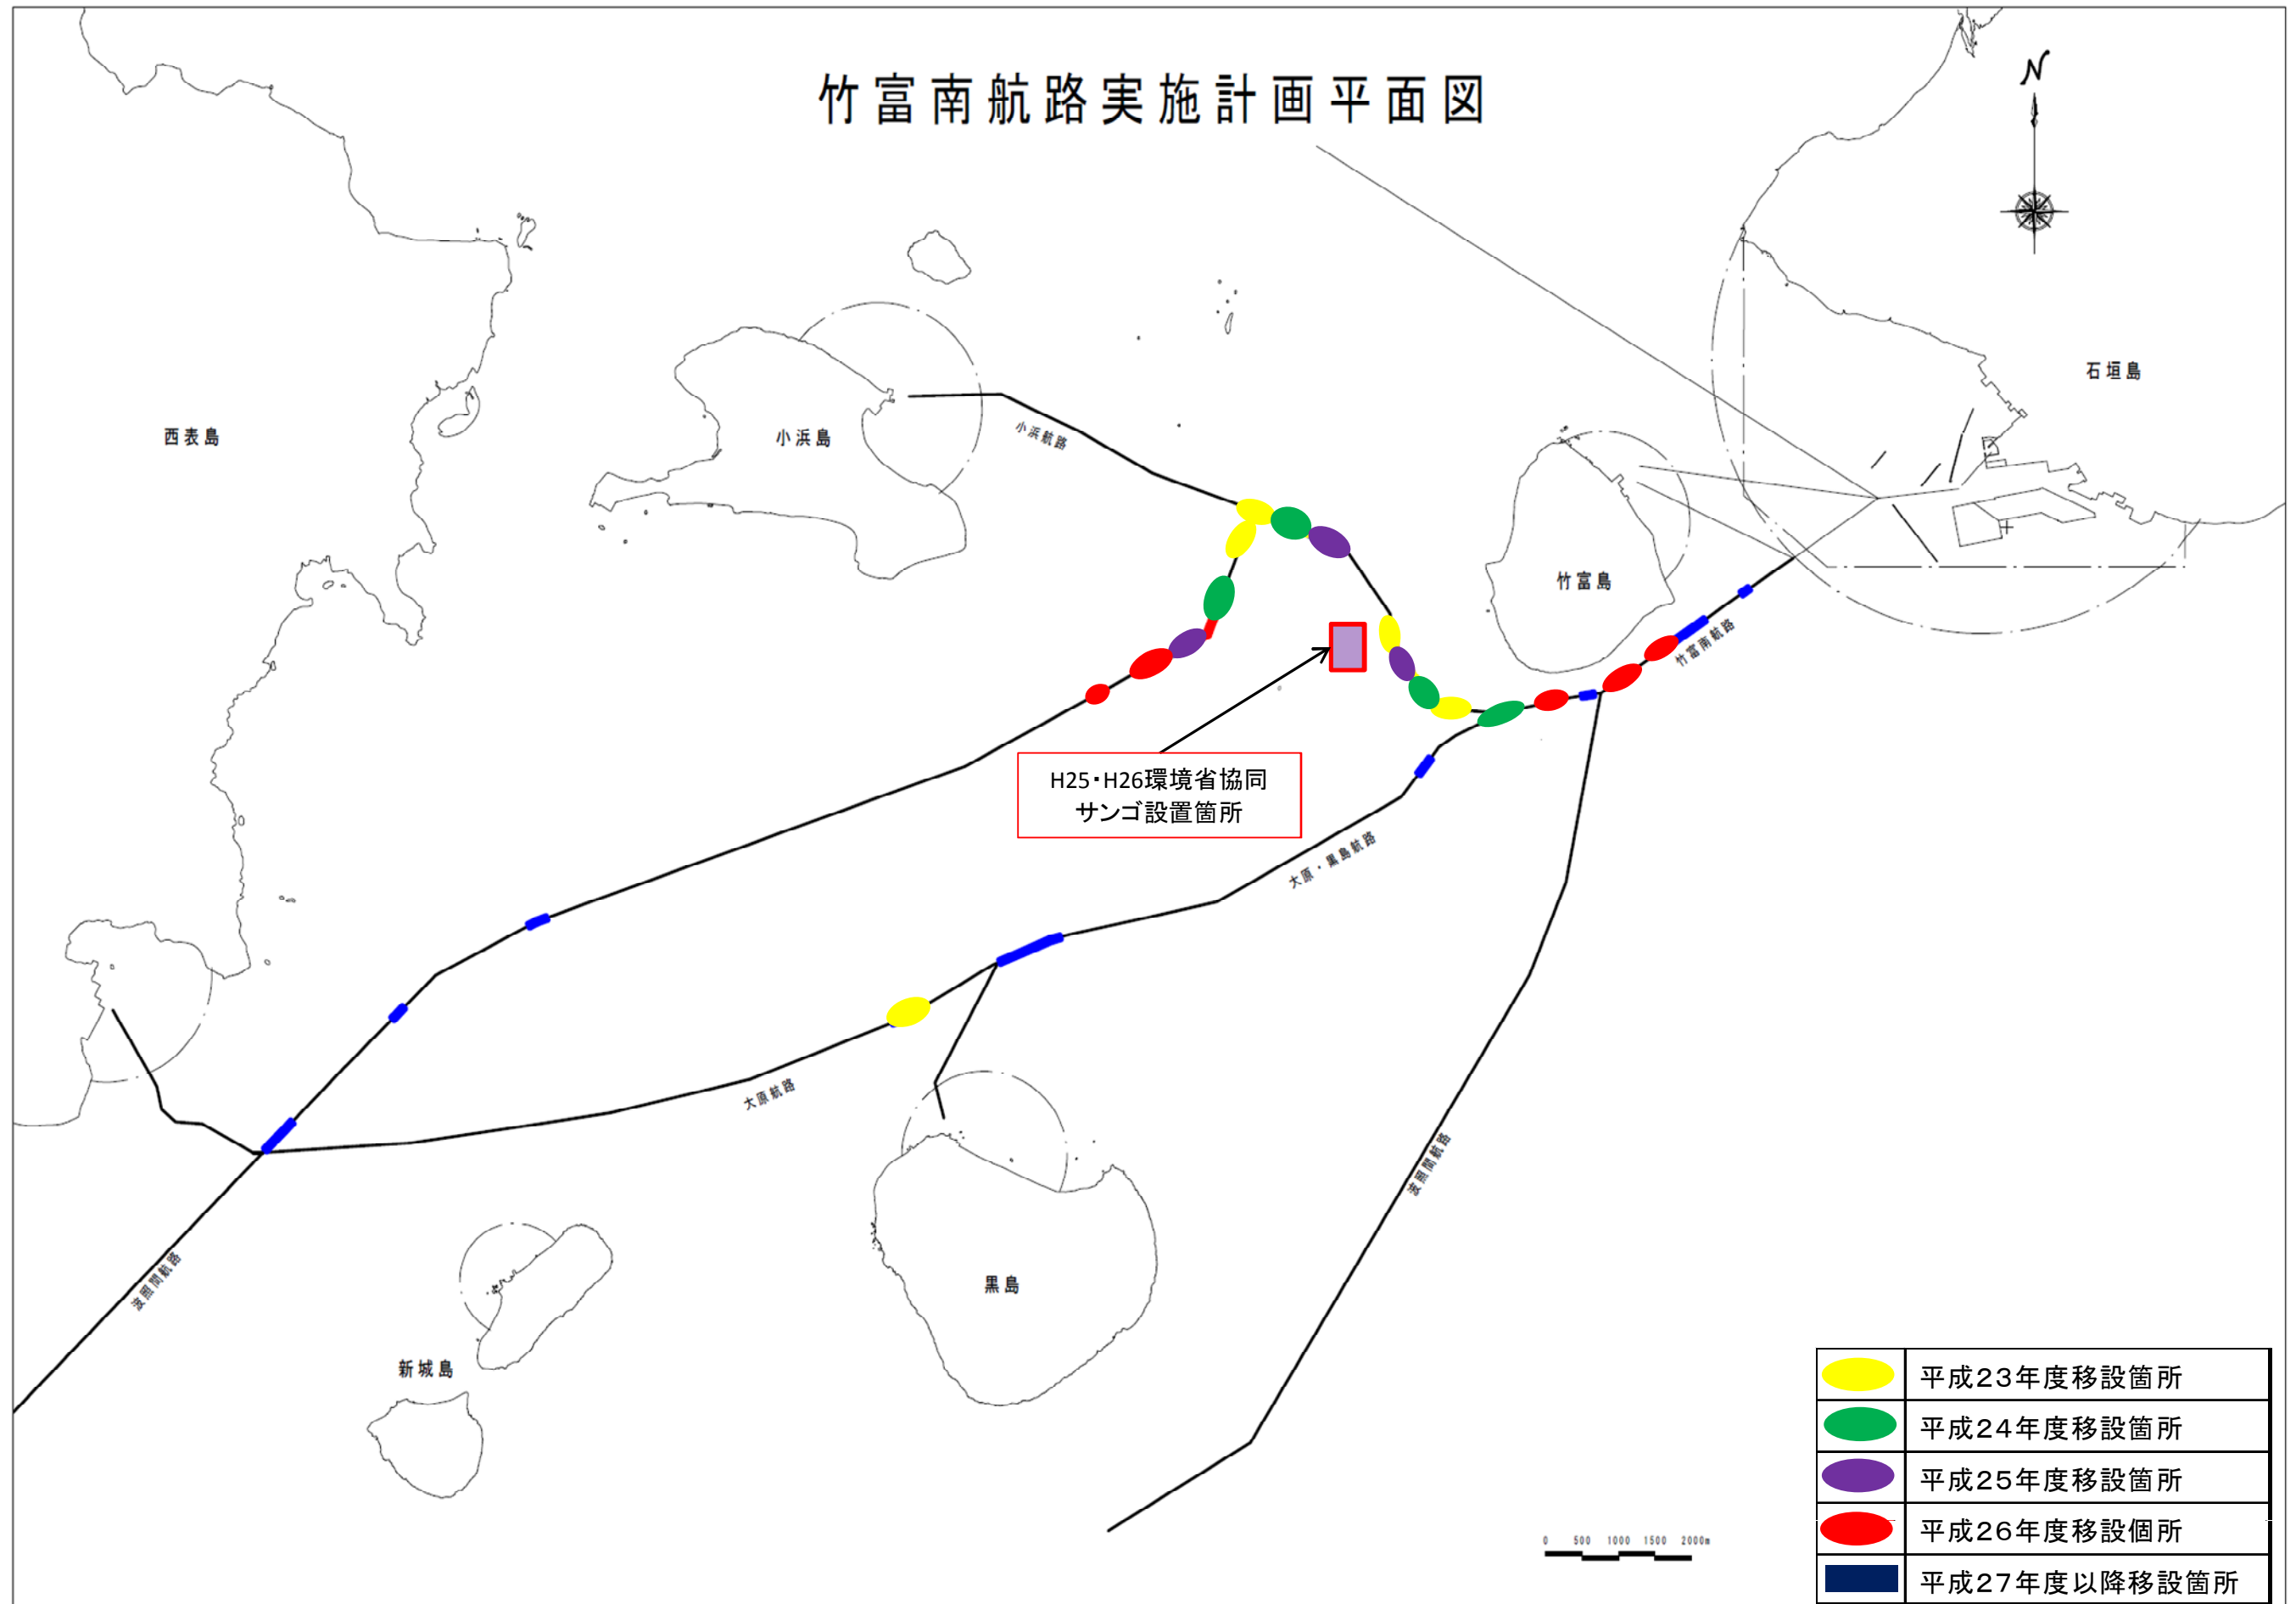 竹富南航路実施計画平面図
N
石垣島
西表島
小浜島
小浜航路
竹富島
竹富南航路
H25・H26環境省協同
サンゴ設置箇所
大原・黒島航路
大原航路
波照間航路
波照間航路
黒島
新城島
0 500 1000 1500 2000m
平成23年度移設箇所
平成24年度移設箇所
平成25年度移設箇所
平成26年度移設個所
平成27年度以降移設箇所